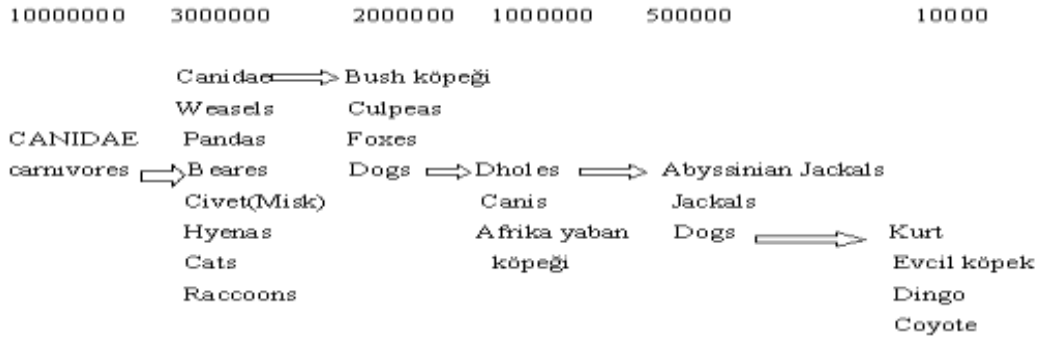 10000000 3000000 2000000 1000000 500000 10000
Canidae Bush köpeği
Weasels Culpeas
CANIDAE Pandas Foxes
carnıvores Beares Dogs Dholes Abyssinian Jackals
Civet(Misk) Canis Jackals
Hyenas Afrika yaban Dogs Kurt
Cats köpeği Evcil köpek
Raccoons Dingo
Coyote